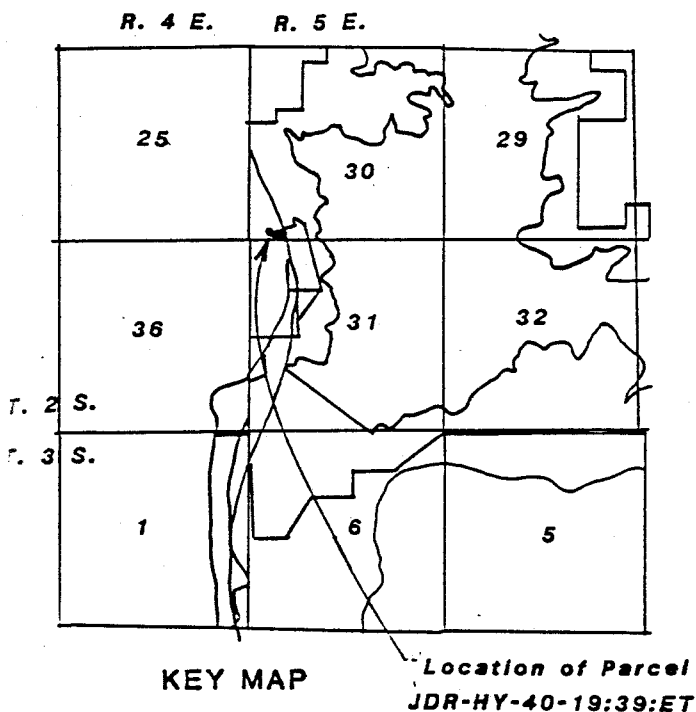 R. 4 E. R. 5 E.
25 30 29
36 31 32
T. 2 S.
T. 3 S.
1 6 5
KEY MAP
Location of Parcel
JDR-HY-40-19:39:ET